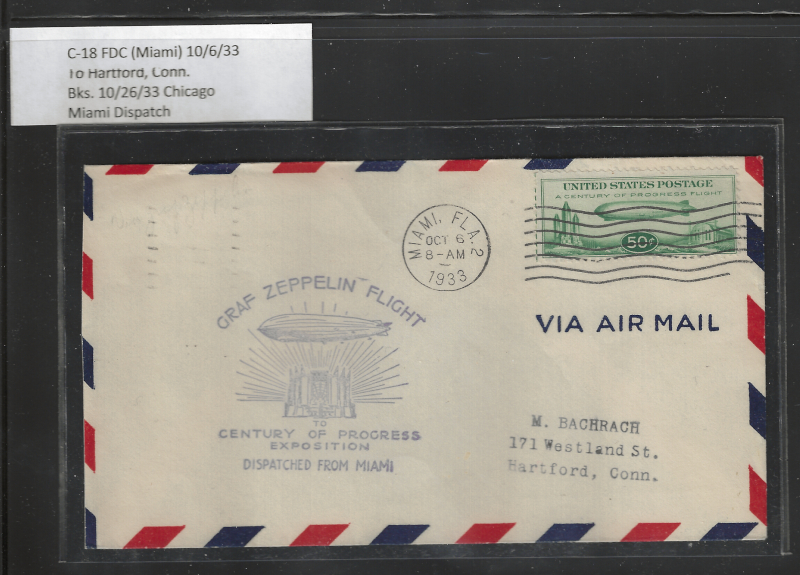 C-18 FDC (Miami) 10/6/33
To Hartford, Conn.
Bks. 10/26/33 Chicago
Miami Dispatch
UNITED STATES POSTAGE
A CENTURY OF PROGRESS FLIGHT
50¢
MIAMI, FLA. 2
OCT 6
8-AM
1933
GRAF ZEPPELIN FLIGHT
TO
CENTURY OF PROGRESS
EXPOSITION
DISPATCHED FROM MIAMI
VIA AIR MAIL
M. BACHRACH
171 Westland St.
Hartford, Conn.